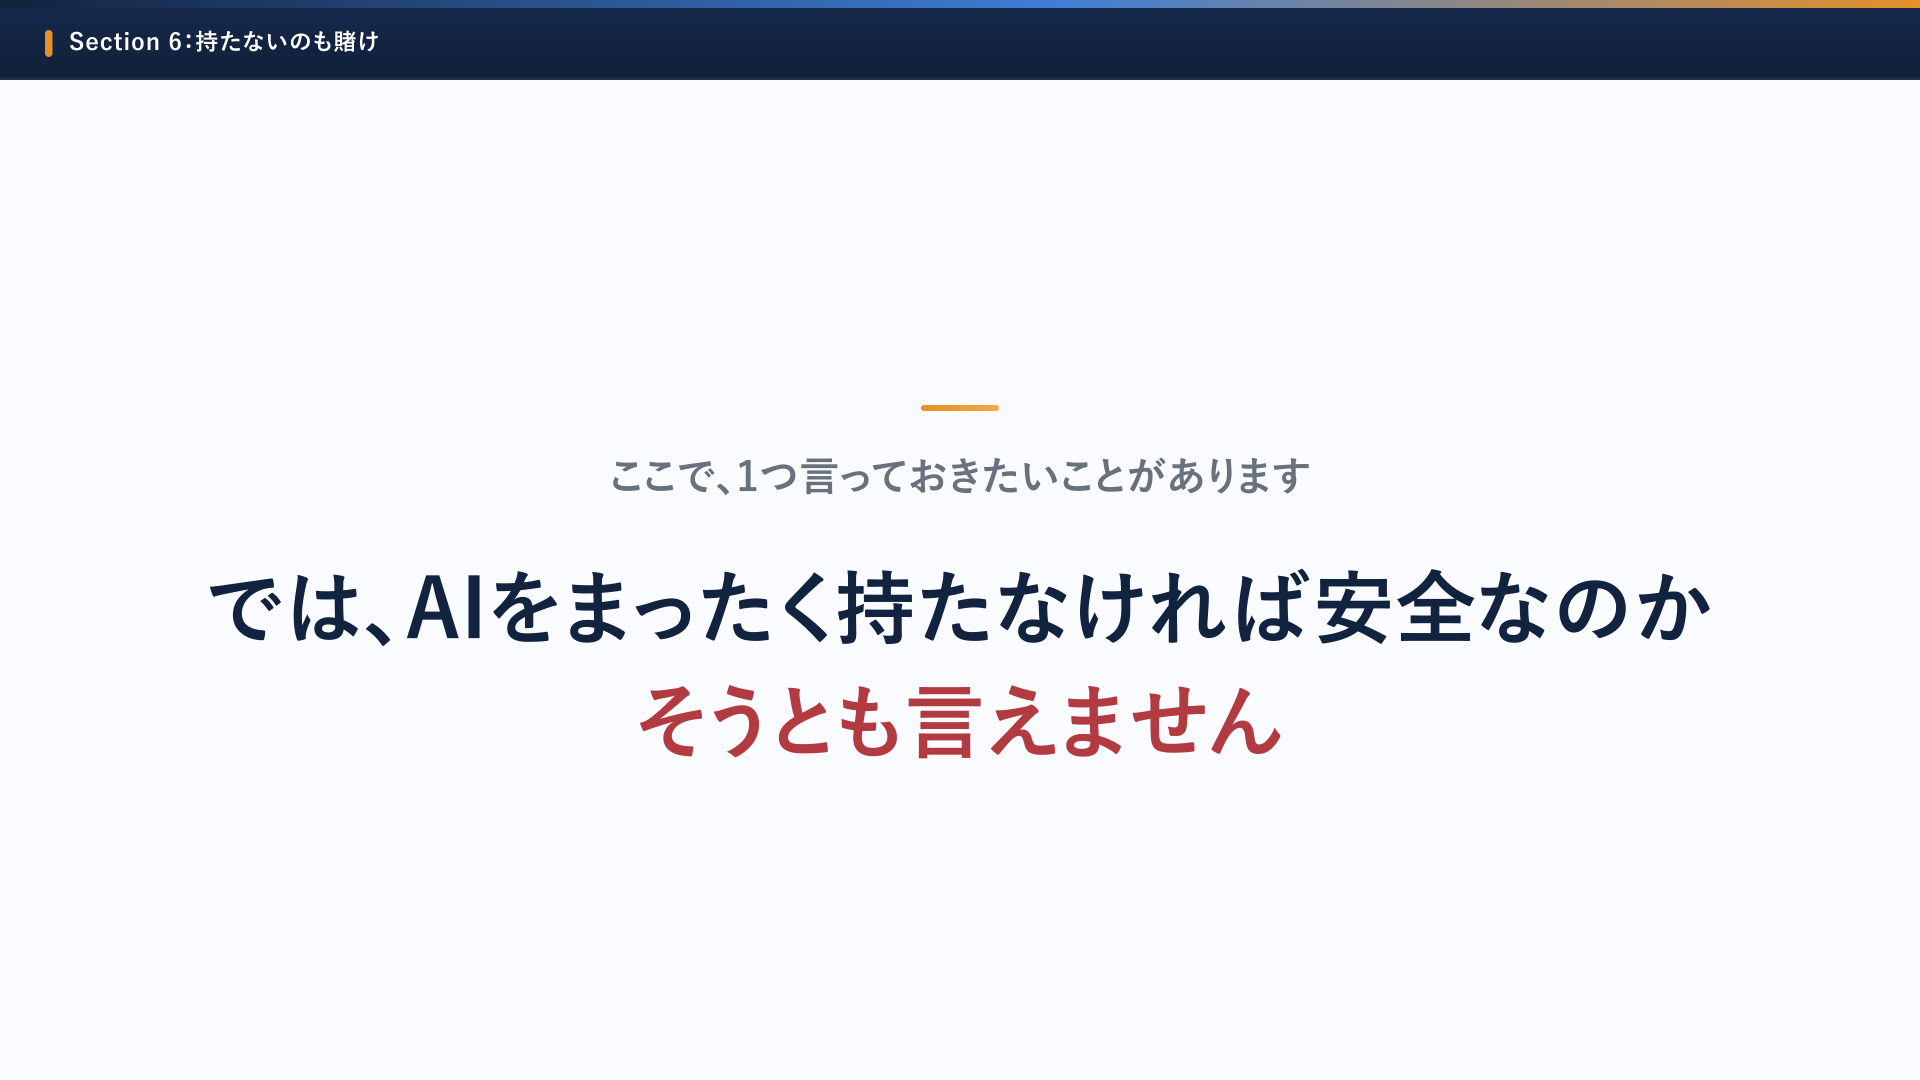 Section 6：持たないのも賭け
ここで、1つ言っておきたいことがあります
では、AIをまったく持たなければ安全なのか
そうとも言えません